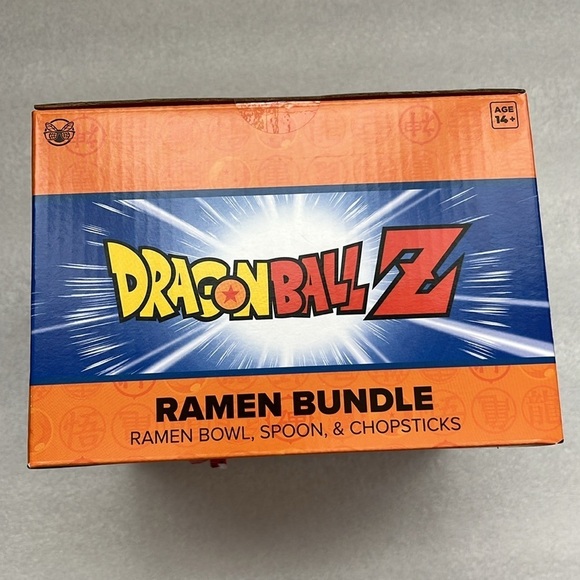 AGE
14+
DRAGONBALL Z
RAMEN BUNDLE
RAMEN BOWL, SPOON, & CHOPSTICKS